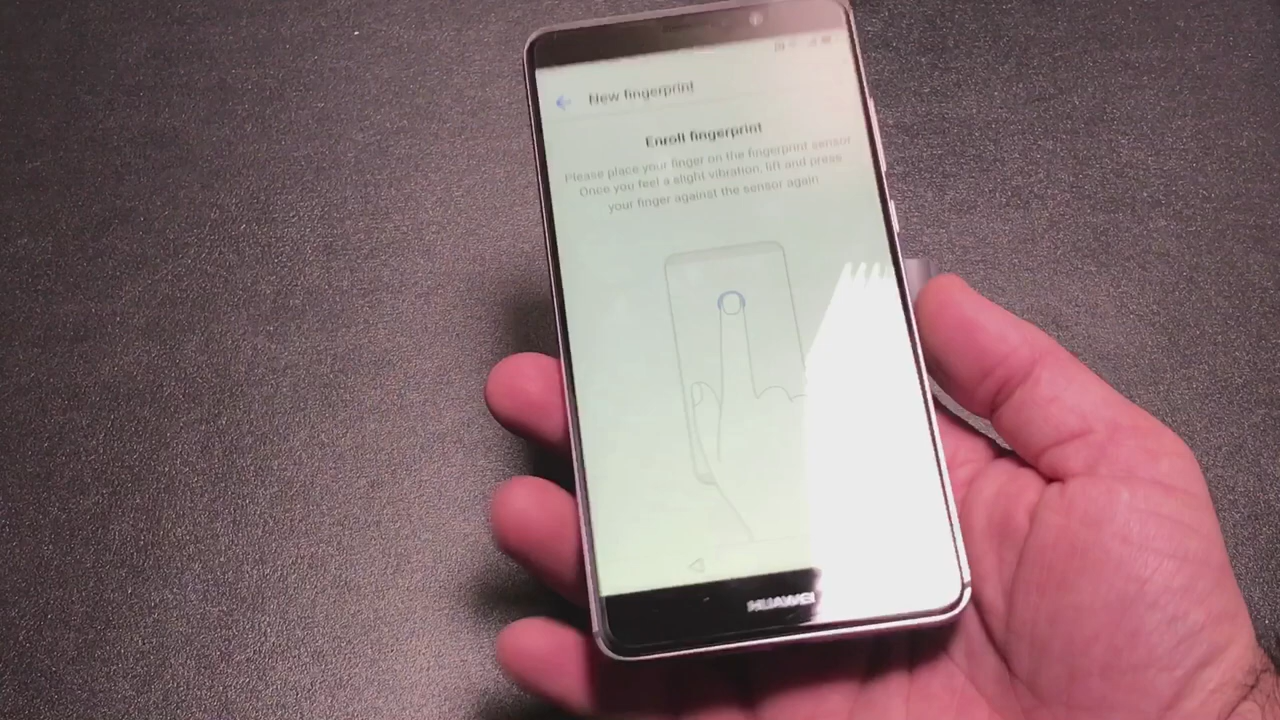 New fingerprint
Enroll fingerprint
Please place your finger on the fingerprint sensor
Once you feel a slight vibration, lift and press
your finger against the sensor again
HUAWEI